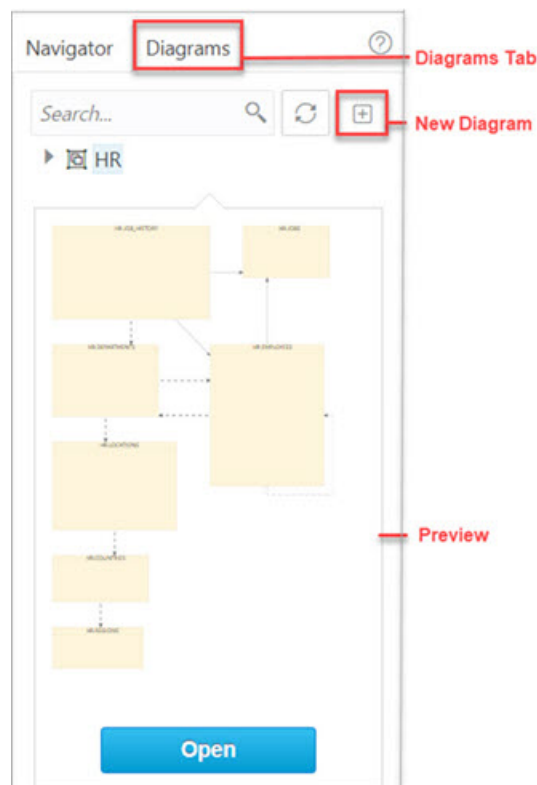 Navigator Diagrams
Diagrams Tab
Search...
New Diagram
HR
HR.JOB_HISTORY HR.JOBS
HR.DEPARTMENTS HR.EMPLOYEES
HR.LOCATIONS
HR.COUNTRIES
HR.REGIONS
Preview
Open